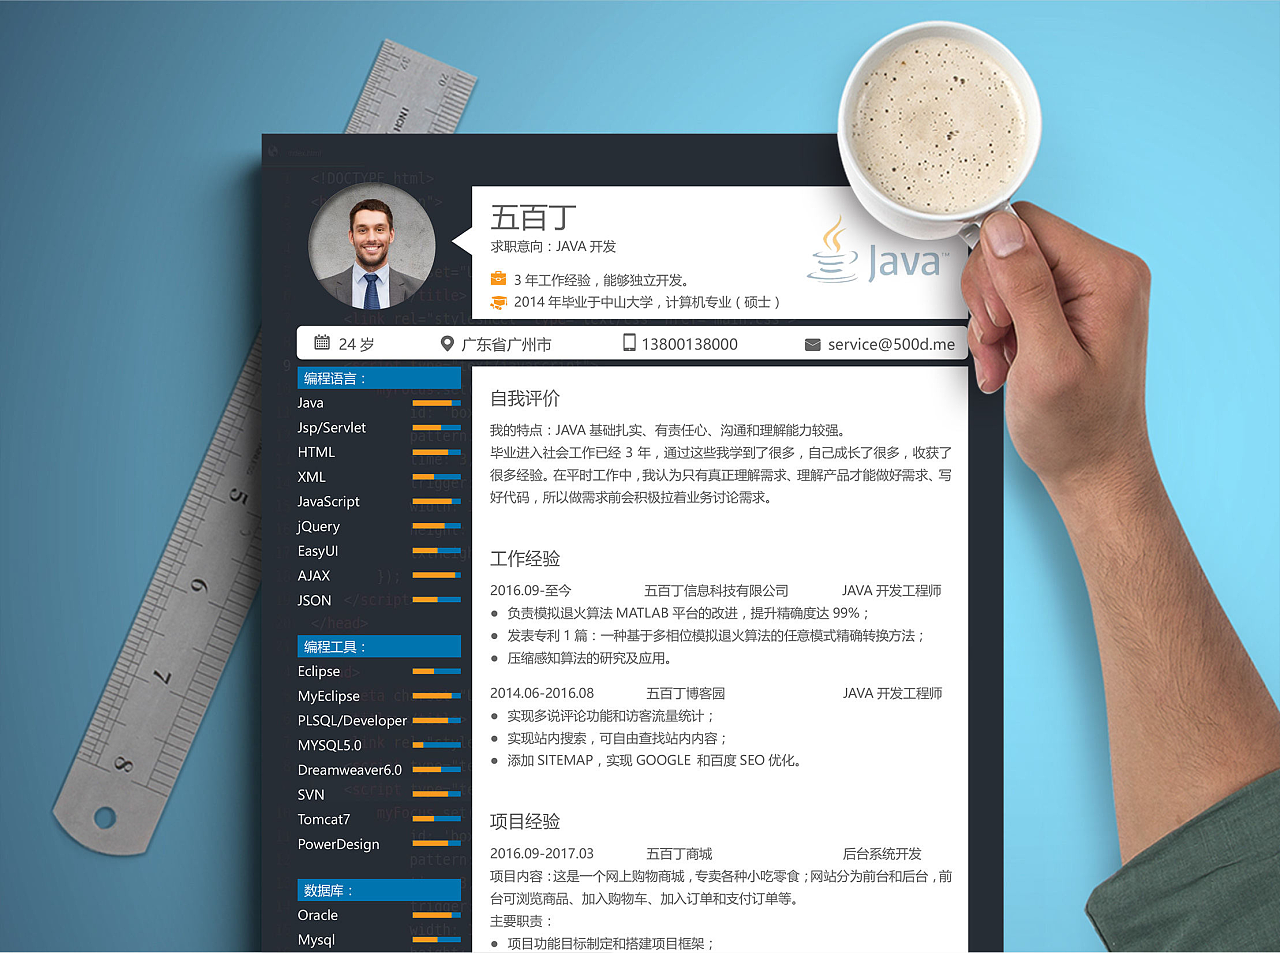 五百丁
求职意向：JAVA 开发
3 年工作经验，能够独立开发。
2014 年毕业于中山大学，计算机专业（硕士）
Java™
24 岁
广东省广州市
13800138000
service@500d.me
编程语言：
Java
Jsp/Servlet
HTML
XML
JavaScript
jQuery
EasyUI
AJAX
JSON
编程工具：
Eclipse
MyEclipse
PLSQL/Developer
MYSQL5.0
Dreamweaver6.0
SVN
Tomcat7
PowerDesign
数据库：
Oracle
Mysql
自我评价
我的特点：JAVA 基础扎实、有责任心、沟通和理解能力较强。
毕业进入社会工作已经 3 年，通过这些我学到了很多，自己成长了很多，收获了
很多经验。在平时工作中，我认为只有真正理解需求、理解产品才能做好需求、写
好代码，所以做需求前会积极拉着业务讨论需求。
工作经验
2016.09-至今 五百丁信息科技有限公司 JAVA 开发工程师
● 负责模拟退火算法 MATLAB 平台的改进，提升精确度达 99%；
● 发表专利 1 篇：一种基于多相位模拟退火算法的任意模式精确转换方法；
● 压缩感知算法的研究及应用。
2014.06-2016.08 五百丁博客园 JAVA 开发工程师
● 实现多说评论功能和访客流量统计；
● 实现站内搜索，可自由查找站内内容；
● 添加 SITEMAP，实现 GOOGLE 和百度 SEO 优化。
项目经验
2016.09-2017.03 五百丁商城 后台系统开发
项目内容：这是一个网上购物商城，专卖各种小吃零食；网站分为前台和后台，前
台可浏览商品、加入购物车、加入订单和支付订单等。
主要职责：
● 项目功能目标制定和搭建项目框架；
<!DOCTYPE html>
</head>
5
6
7
8